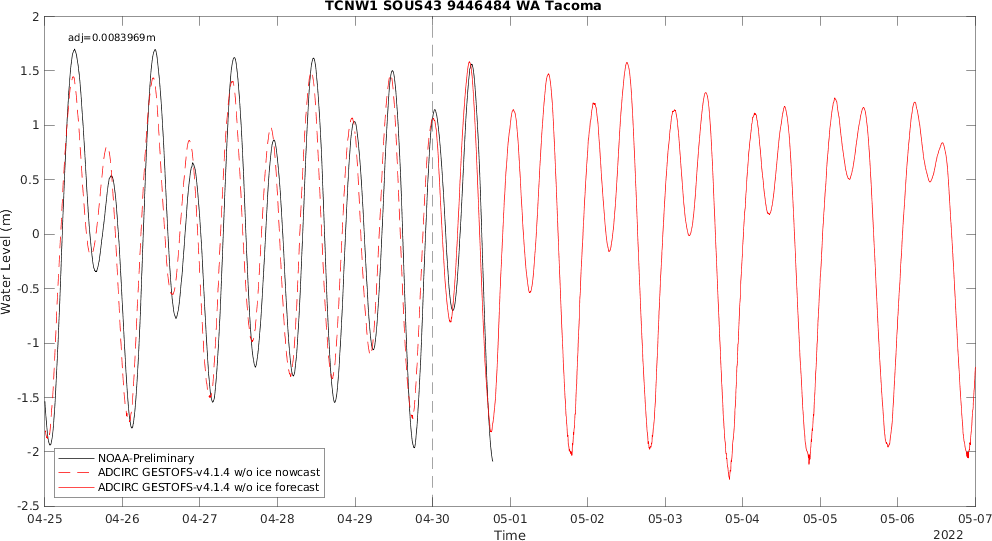 TCNW1 SOUS43 9446484 WA Tacoma
adj=0.0083969m
2
1.5
1
0.5
0
-0.5
-1
-1.5
-2
-2.5
Water Level (m)
NOAA-Preliminary
ADCIRC GESTOFS-v4.1.4 w/o ice nowcast
ADCIRC GESTOFS-v4.1.4 w/o ice forecast
04-25 04-26 04-27 04-28 04-29 04-30 05-01 05-02 05-03 05-04 05-05 05-06 05-07
Time
2022